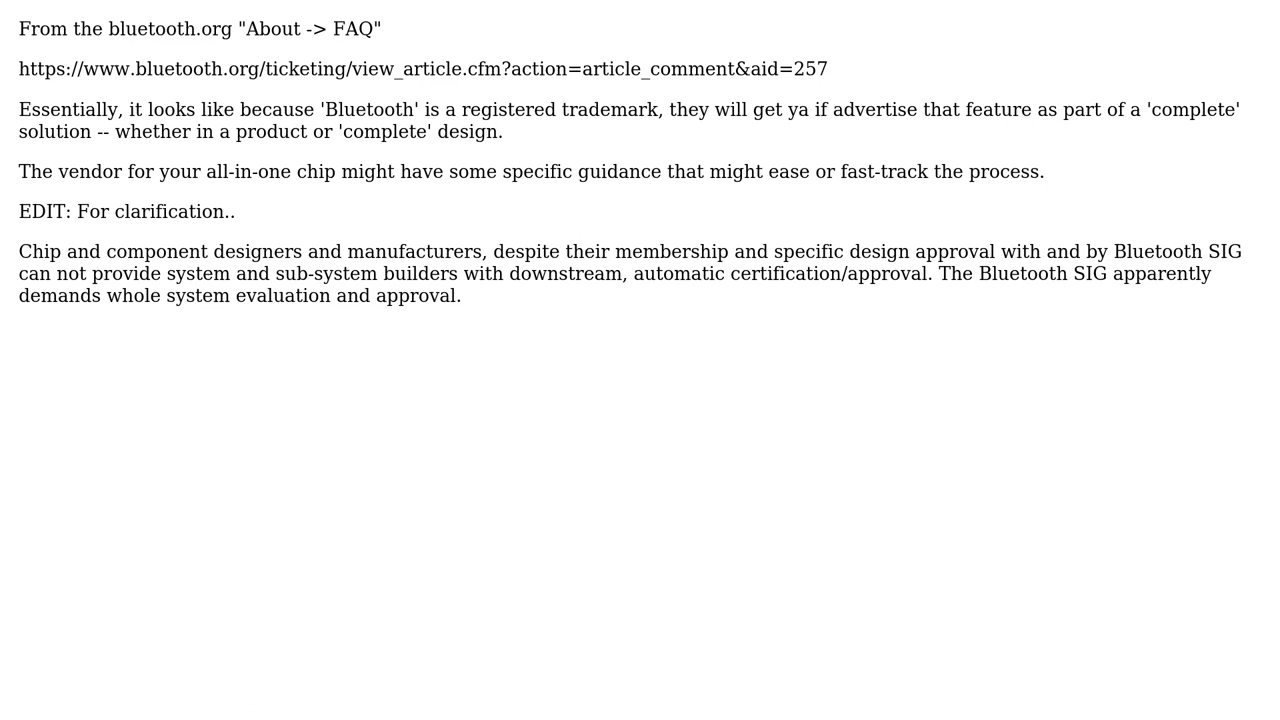 From the bluetooth.org "About -> FAQ"
https://www.bluetooth.org/ticketing/view_article.cfm?action=article_comment&aid=257
Essentially, it looks like because 'Bluetooth' is a registered trademark, they will get ya if advertise that feature as part of a 'complete'
solution -- whether in a product or 'complete' design.
The vendor for your all-in-one chip might have some specific guidance that might ease or fast-track the process.
EDIT: For clarification..
Chip and component designers and manufacturers, despite their membership and specific design approval with and by Bluetooth SIG
can not provide system and sub-system builders with downstream, automatic certification/approval. The Bluetooth SIG apparently
demands whole system evaluation and approval.